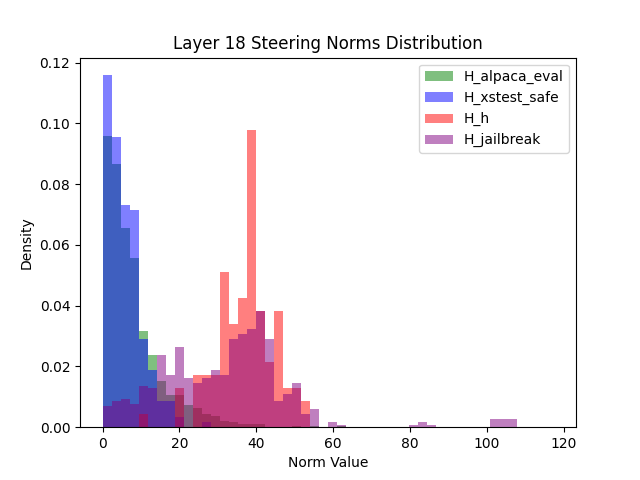 Layer 18 Steering Norms Distribution
H_alpaca_eval
H_xstest_safe
H_h
H_jailbreak
Density
0.12
0.10
0.08
0.06
0.04
0.02
0.00
0 20 40 60 80 100 120
Norm Value